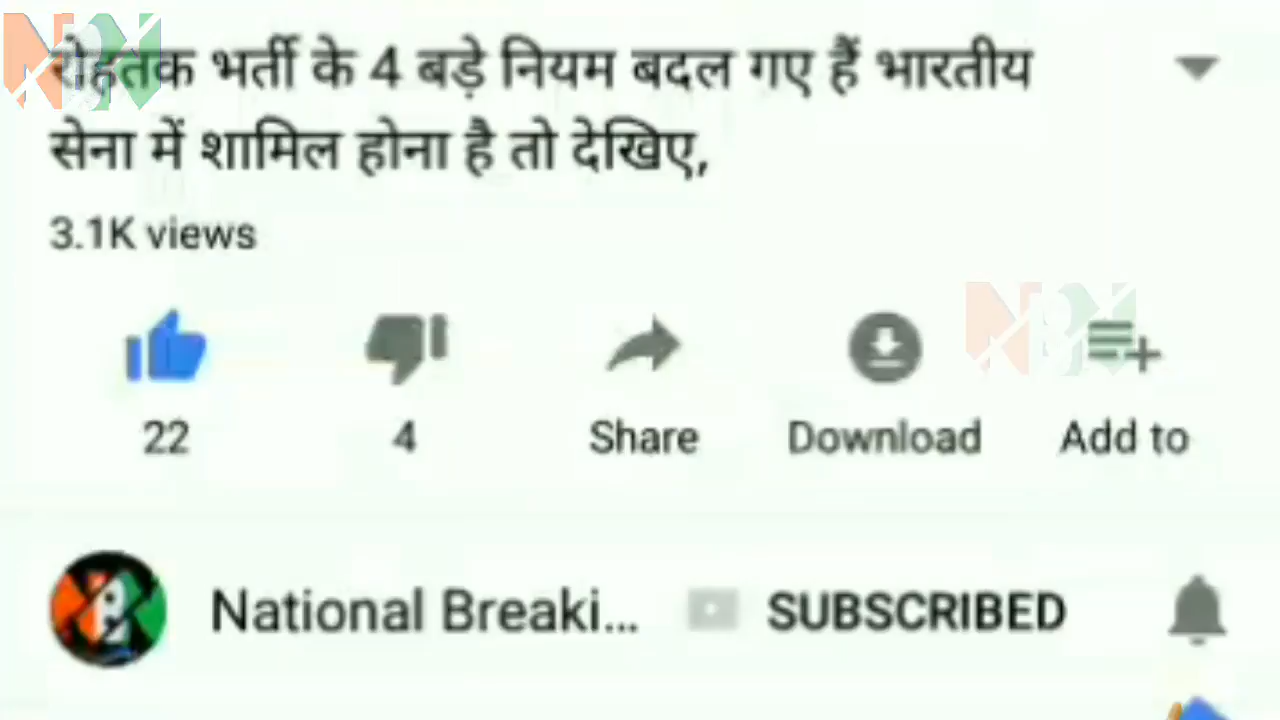 रोहतक भर्ती के 4 बड़े नियम बदल गए हैं भारतीय
सेना में शामिल होना है तो देखिए,
3.1K views
22 4 Share Download Add to
National Breaki... SUBSCRIBED